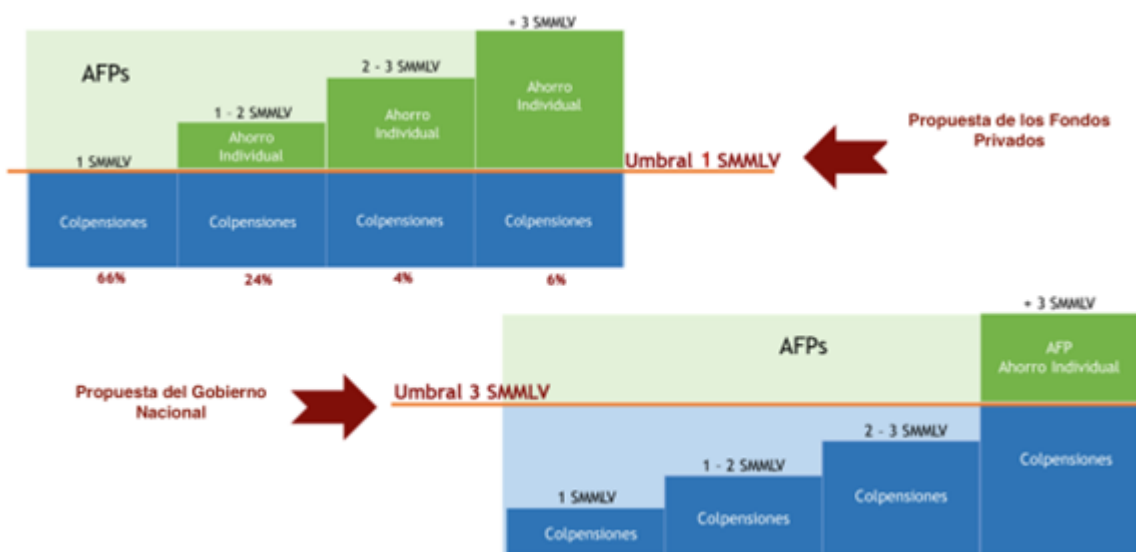 + 3 SMMLV
AFPs
2 - 3 SMMLV
Ahorro
Individual
1 - 2 SMMLV
Ahorro
Individual
Ahorro
Individual
1 SMMLV
Umbral 1 SMMLV
Propuesta de los Fondos
Privados
Colpensiones
Colpensiones
Colpensiones
Colpensiones
66%
24%
4%
6%
+ 3 SMMLV
AFPs
AFP
Ahorro Individual
Propuesta del Gobierno
Nacional
Umbral 3 SMMLV
2 - 3 SMMLV
Colpensiones
1 - 2 SMMLV
1 SMMLV
Colpensiones
Colpensiones
Colpensiones